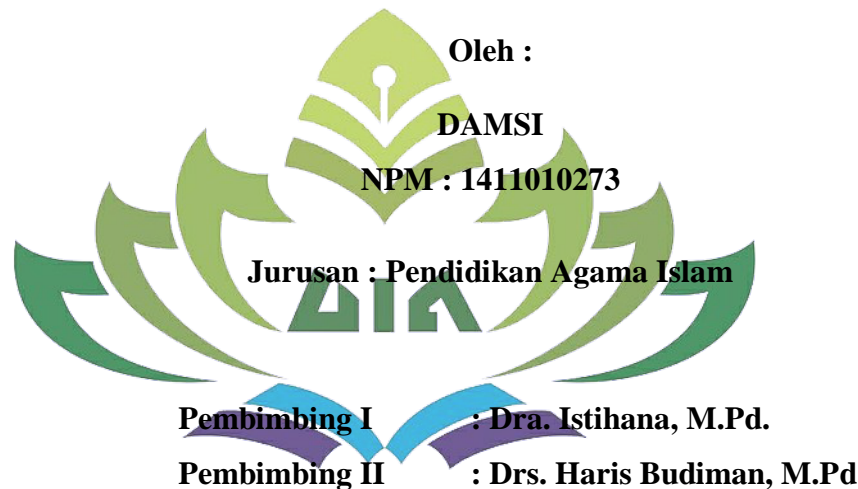 Oleh :
DAMSI
NPM : 1411010273
Jurusan : Pendidikan Agama Islam
Pembimbing I : Dra. Istihana, M.Pd.
Pembimbing II : Drs. Haris Budiman, M.Pd